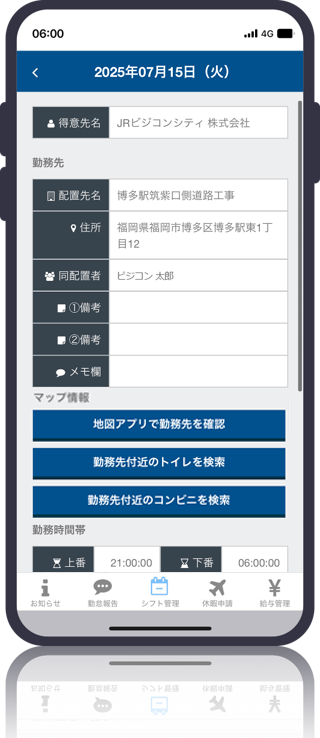 06:00
4G
2025年07月15日（火）
得意先名
JRビジコンシティ 株式会社
勤務先
配置先名
博多駅筑紫口側道路工事
住所
福岡県福岡市博多区博多駅東1丁
目12
同配置者
ビジコン 太郎
①備考
②備考
メモ欄
マップ情報
地図アプリで勤務先を確認
勤務先付近のトイレを検索
勤務先付近のコンビニを検索
勤務時間帯
上番 21:00:00 下番 06:00:00
お知らせ 勤怠報告 シフト管理 休暇申請 給与管理